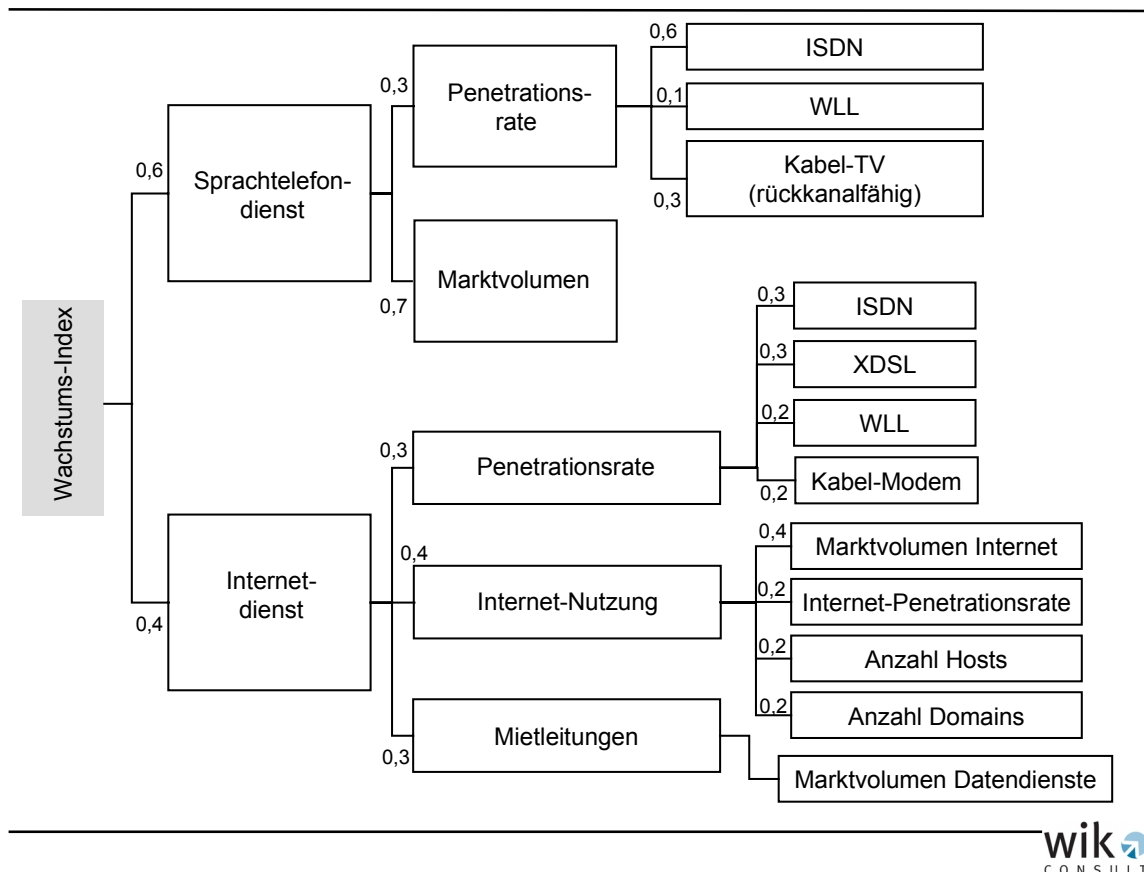 Wachstums-Index
0,6
Sprachtelefon-
dienst
0,3
Penetrations-
rate
0,6
ISDN
0,1
WLL
0,3
Kabel-TV
(rückkanalfähig)
0,7
Marktvolumen
0,4
Internet-
dienst
0,3
Penetrationsrate
0,3
ISDN
0,3
XDSL
0,2
WLL
0,2
Kabel-Modem
0,4
Internet-Nutzung
0,4
Marktvolumen Internet
0,2
Internet-Penetrationsrate
0,2
Anzahl Hosts
0,2
Anzahl Domains
0,3
Mietleitungen
Marktvolumen Datendienste
wik
CONSULT